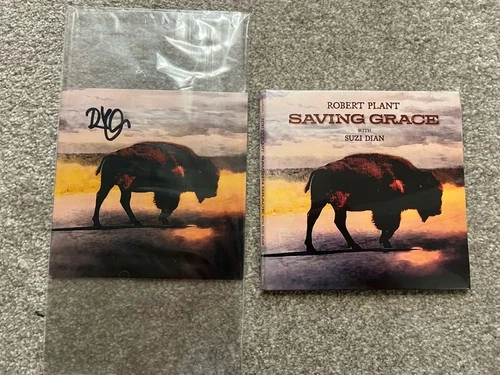 ROBERT PLANT
SAVING GRACE
WITH
SUZI DIAN